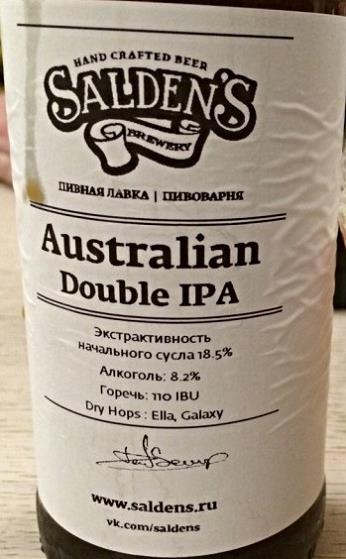 HAND CRAFTED BEER
SALDEN'S
BREWERY
ПИВНАЯ ЛАВКА | ПИВОВАРНЯ
Australian
Double IPA
Экстрактивность
начального сусла 18.5%
Алкоголь: 8.2%
Горечь: 110 IBU
Dry Hops : Ella, Galaxy
www.saldens.ru
vk.com/saldens